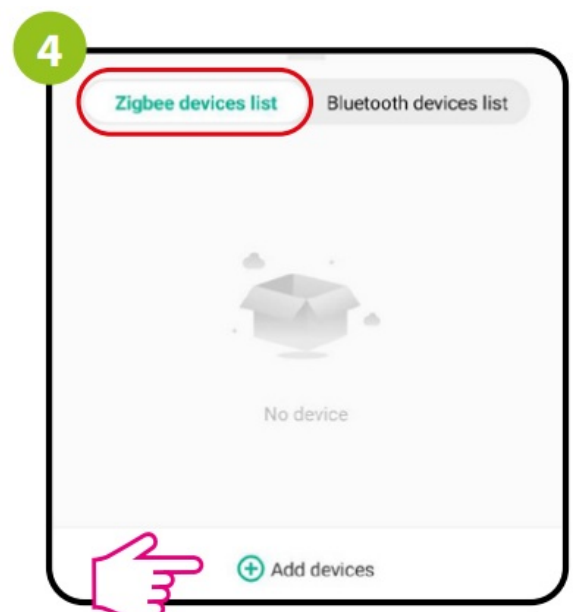 4
Zigbee devices list
Bluetooth devices list
No device
Add devices